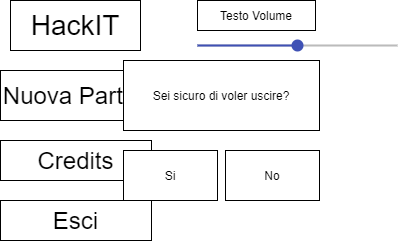 HackIT
Testo Volume
Nuova Part
Sei sicuro di voler uscire?
Credits
Si
No
Esci